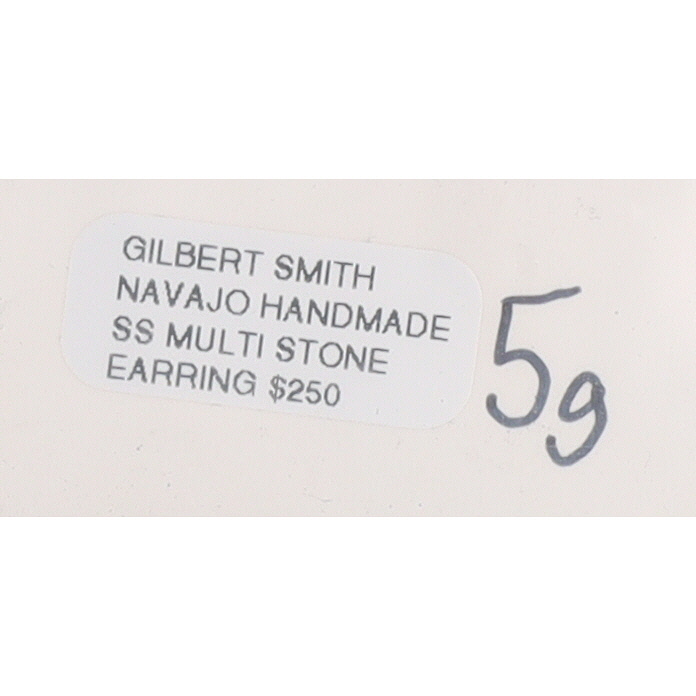 GILBERT SMITH
NAVAJO HANDMADE
SS MULTI STONE
EARRING $250
5g